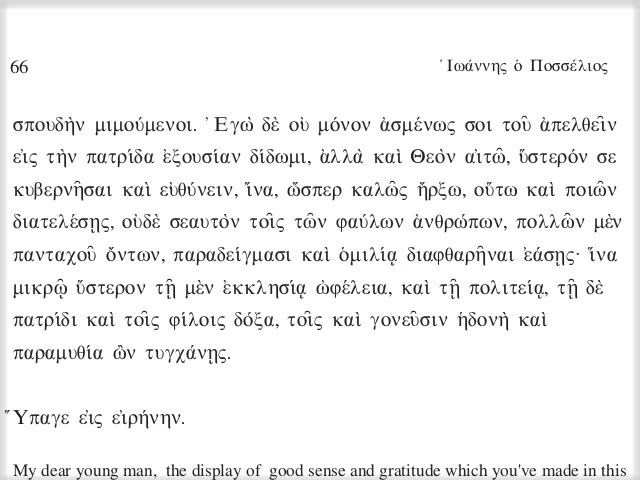 66
Ἰωάννης ὁ Ποσσέλιος
σπουδὴν μιμούμενοι. Ἐγὼ δὲ οὐ μόνον ἀσμένως σοι τοῦ ἀπελθεῖν
εἰς τὴν πατρίδα ἐξουσίαν δίδωμι, ἀλλὰ καὶ Θεὸν αἰτῶ, ὕστερόν σε
κυβερνῆσαι καὶ εὐθύνειν, ἵνα, ὥσπερ καλῶς ἤρξω, οὕτω καὶ ποιῶν
διατελέσῃς, οὐδὲ σεαυτὸν τοῖς τῶν φαύλων ἀνθρώπων, πολλῶν μὲν
πανταχοῦ ὄντων, παραδείγμασι καὶ ὁμιλίᾳ διαφθαρῆναι ἐάσῃς· ἵνα
μικρῷ ὕστερον τῇ μὲν ἐκκλησίᾳ ὠφέλεια, καὶ τῇ πολιτείᾳ, τῇ δὲ
πατρίδι καὶ τοῖς φίλοις δόξα, τοῖς καὶ γονεῦσιν ἡδονὴ καὶ
παραμυθία ὢν τυγχάνῃς.
Ὕπαγε εἰς εἰρήνην.
My dear young man, the display of good sense and gratitude which you've made in this